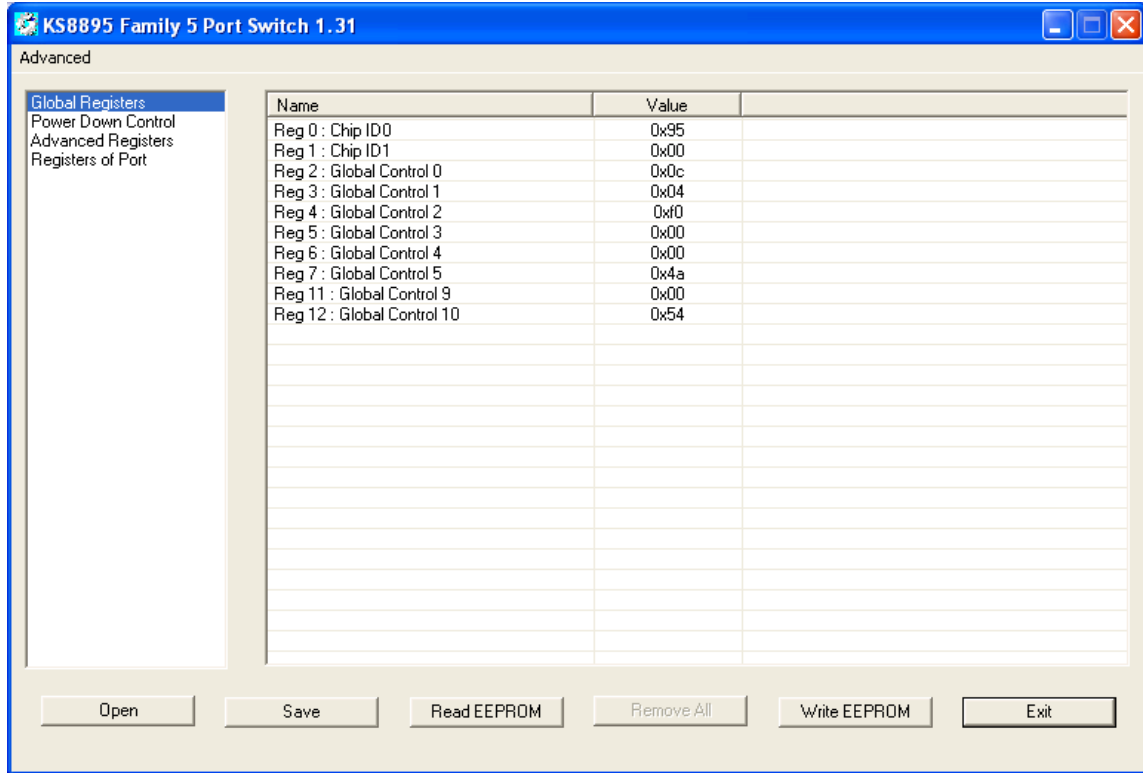 KS8895 Family 5 Port Switch 1.31
Advanced
Global Registers
Power Down Control
Advanced Registers
Registers of Port
Name Value
Reg 0 : Chip ID0 0x95
Reg 1 : Chip ID1 0x00
Reg 2 : Global Control 0 0x0c
Reg 3 : Global Control 1 0x04
Reg 4 : Global Control 2 0xf0
Reg 5 : Global Control 3 0x00
Reg 6 : Global Control 4 0x00
Reg 7 : Global Control 5 0x4a
Reg 11 : Global Control 9 0x00
Reg 12 : Global Control 10 0x54
Open Save Read EEPROM Remove All Write EEPROM Exit